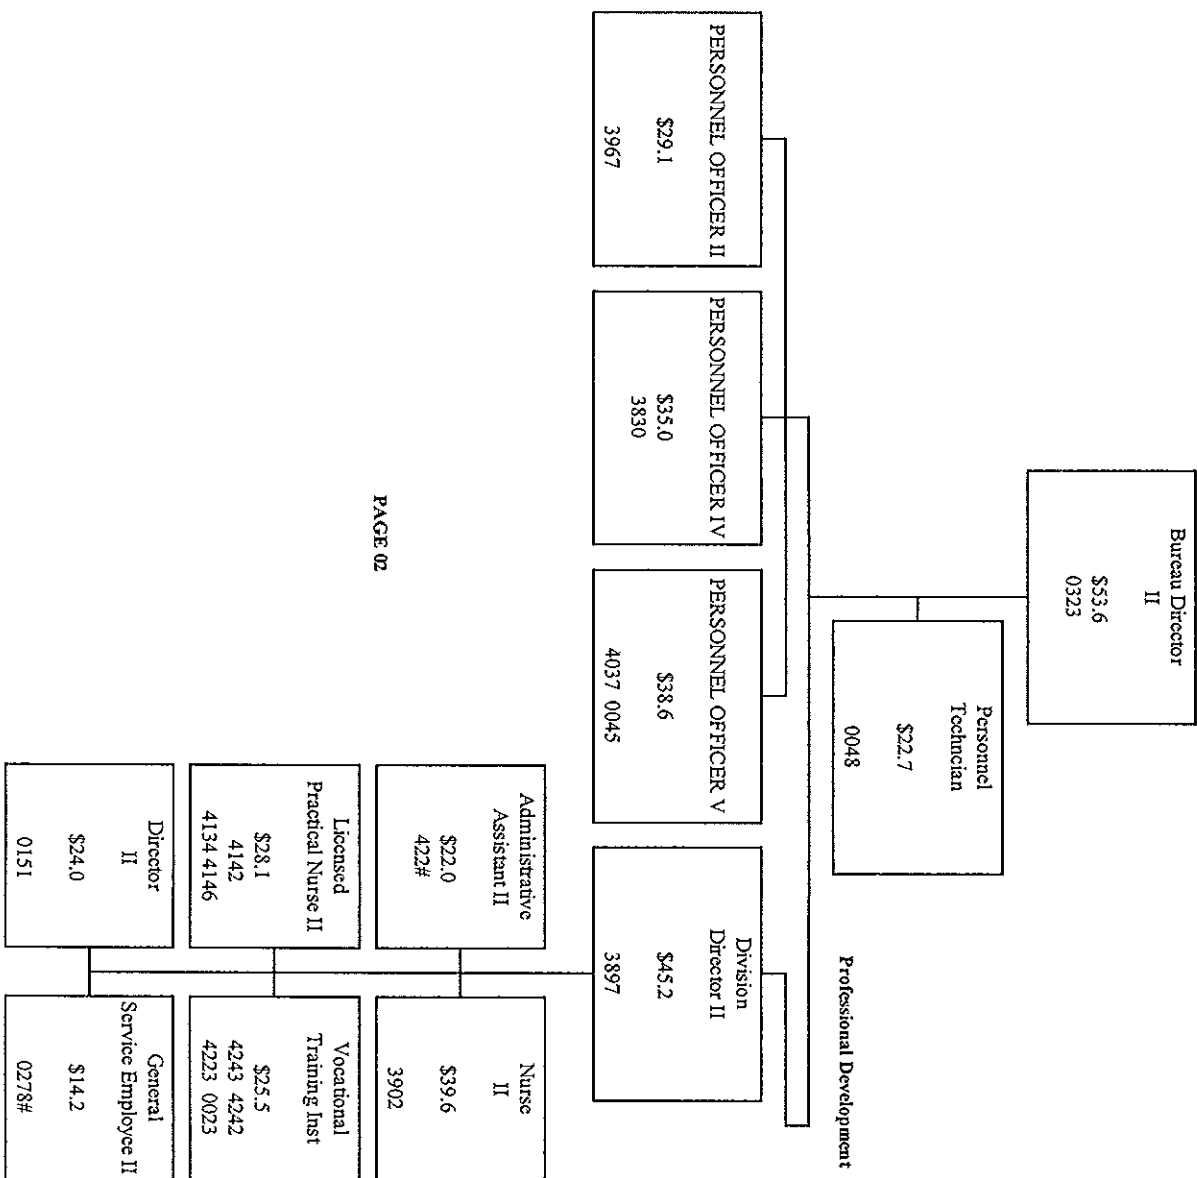 Bureau Director
II
$53.6
0323
Personnel
Techncian
$22.7
0048
Professional Development
PERSONNEL OFFICER II
$29.1
3967
PERSONNEL OFFICER IV
$35.0
3830
PERSONNEL OFFICER V
$38.6
4037 0045
Division
Director II
$45.2
3897
PAGE 02
Administrative
Assistant II
$22.0
422#
Nurse
II
$39.6
3902
Licensed
Practical Nurse II
$28.1
4142
4134 4146
Vocational
Training Inst
$25.5
4243 4242
4223 0023
Director
II
$24.0
0151
General
Service Employee II
$14.2
0278#